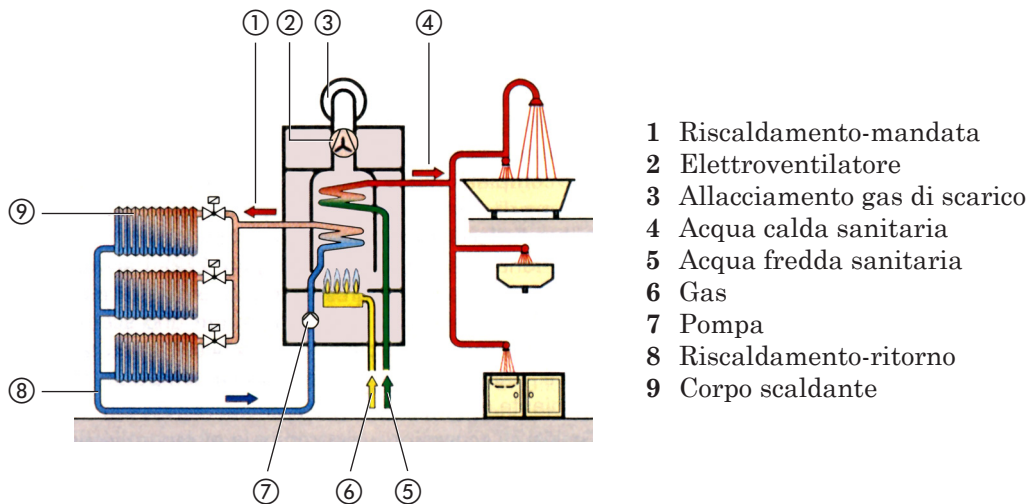 ① ② ③ ④
⑨
⑧
⑦ ⑥ ⑤
1 Riscaldamento-mandata
2 Elettroventilatore
3 Allacciamento gas di scarico
4 Acqua calda sanitaria
5 Acqua fredda sanitaria
6 Gas
7 Pompa
8 Riscaldamento-ritorno
9 Corpo scaldante